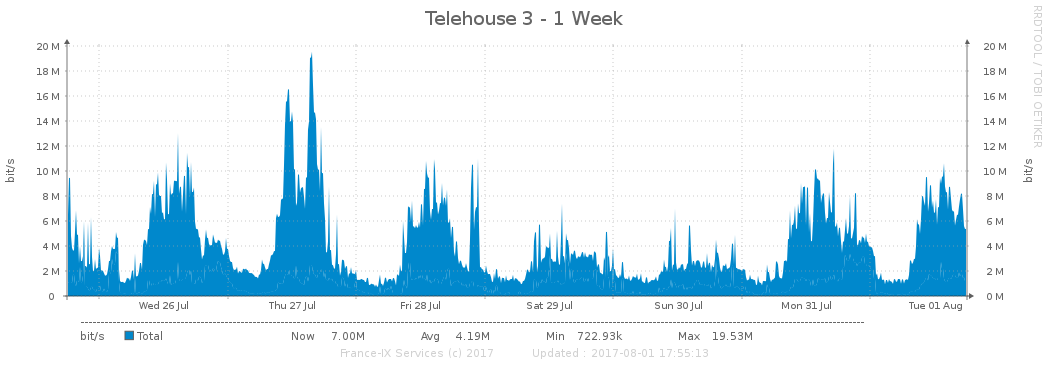 Telehouse 3 - 1 Week
RRDTOOL / TOBI OETIKER
bit/s
20 M 20 M
18 M 18 M
16 M 16 M
14 M 14 M
12 M 12 M
10 M 10 M
8 M 8 M
6 M 6 M
4 M 4 M
2 M 2 M
0 0 M
bit/s
Wed 26 Jul Thu 27 Jul Fri 28 Jul Sat 29 Jul Sun 30 Jul Mon 31 Jul Tue 01 Aug
bit/s Total Now 7.00M Avg 4.19M Min 722.93k Max 19.53M
France-IX Services (c) 2017 Updated : 2017-08-01 17:55:13